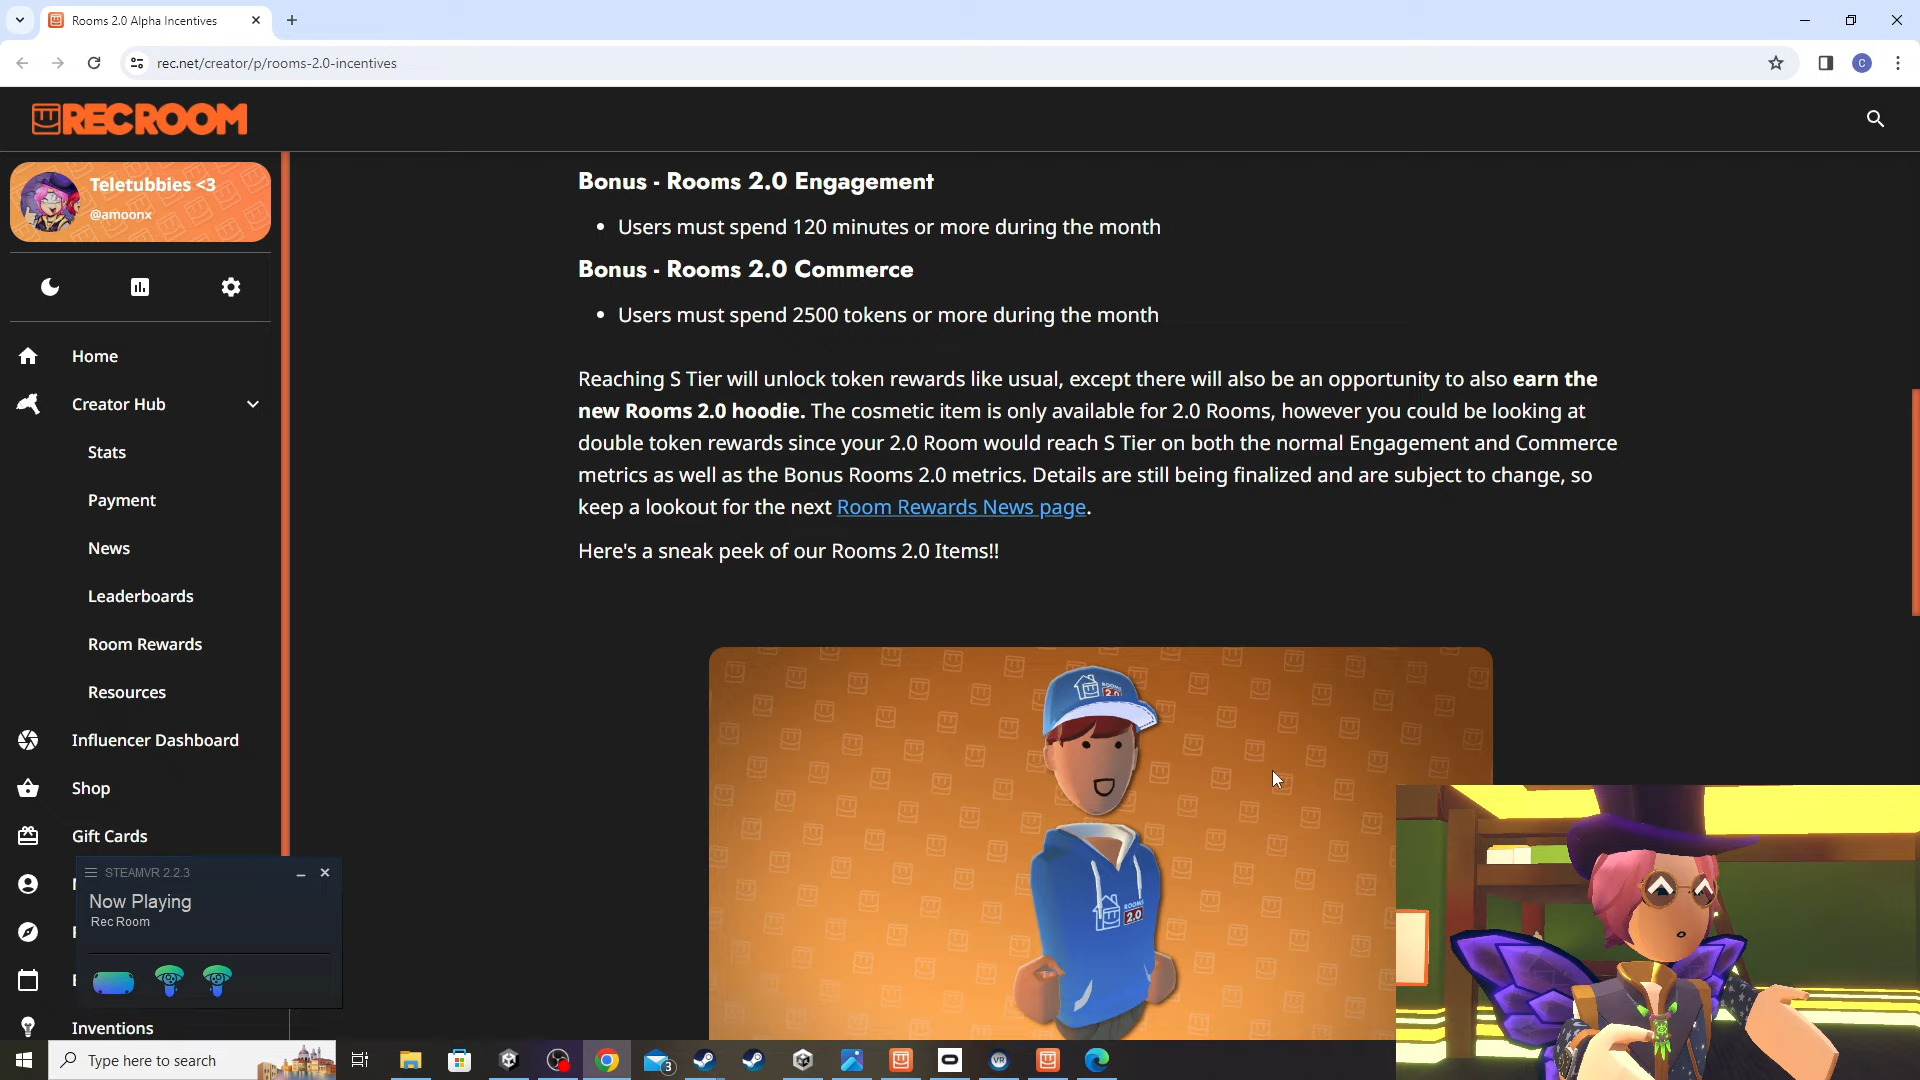 Rooms 2.0 Alpha Incentives
rec.net/creator/p/rooms-2.0-incentives
C
RECROOM
Teletubbies <3
@amoonx
Home
Creator Hub
Stats
Payment
News
Leaderboards
Room Rewards
Resources
Influencer Dashboard
Shop
Gift Cards
Inventions
Bonus - Rooms 2.0 Engagement
• Users must spend 120 minutes or more during the month
Bonus - Rooms 2.0 Commerce
• Users must spend 2500 tokens or more during the month
Reaching S Tier will unlock token rewards like usual, except there will also be an opportunity to also earn the
new Rooms 2.0 hoodie. The cosmetic item is only available for 2.0 Rooms, however you could be looking at
double token rewards since your 2.0 Room would reach S Tier on both the normal Engagement and Commerce
metrics as well as the Bonus Rooms 2.0 metrics. Details are still being finalized and are subject to change, so
keep a lookout for the next Room Rewards News page.
Here's a sneak peek of our Rooms 2.0 Items!!
ROOMS
2.0
ROOMS
2.0
STEAMVR 2.2.3
Now Playing
Rec Room
Type here to search
3
VR